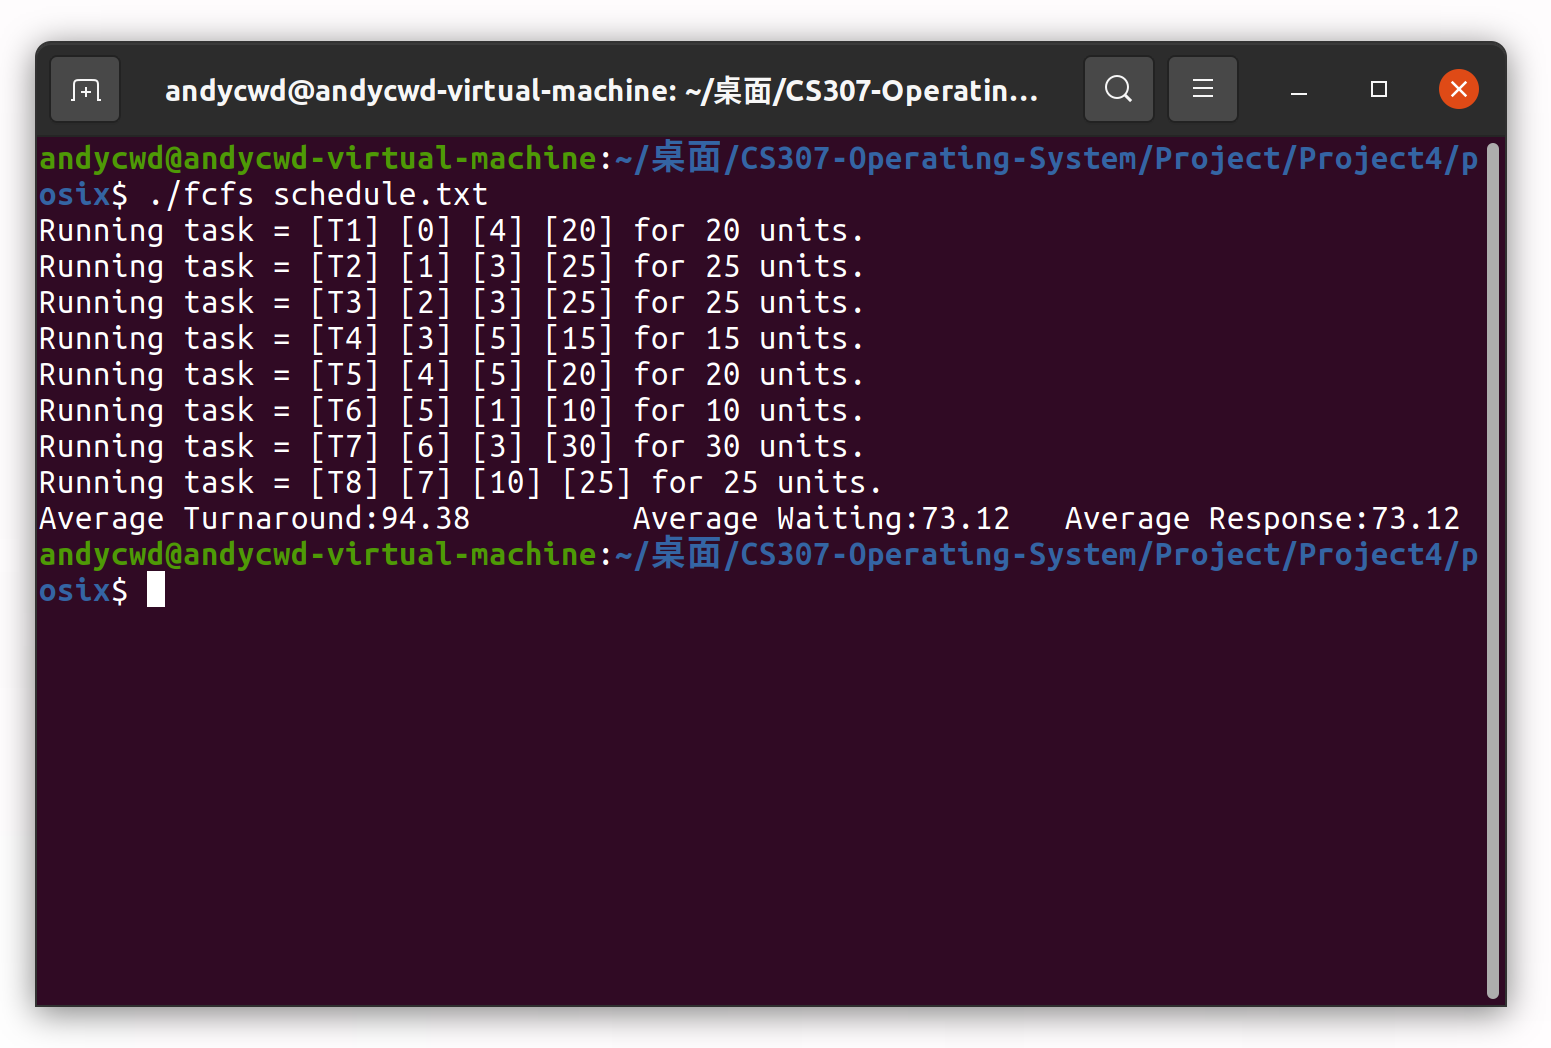 andycwd@andycwd-virtual-machine: ~/桌面/CS307-Operatin...
andycwd@andycwd-virtual-machine:~/桌面/CS307-Operating-System/Project/Project4/p
osix$ ./fcfs schedule.txt
Running task = [T1] [0] [4] [20] for 20 units.
Running task = [T2] [1] [3] [25] for 25 units.
Running task = [T3] [2] [3] [25] for 25 units.
Running task = [T4] [3] [5] [15] for 15 units.
Running task = [T5] [4] [5] [20] for 20 units.
Running task = [T6] [5] [1] [10] for 10 units.
Running task = [T7] [6] [3] [30] for 30 units.
Running task = [T8] [7] [10] [25] for 25 units.
Average Turnaround:94.38         Average Waiting:73.12   Average Response:73.12
andycwd@andycwd-virtual-machine:~/桌面/CS307-Operating-System/Project/Project4/p
osix$